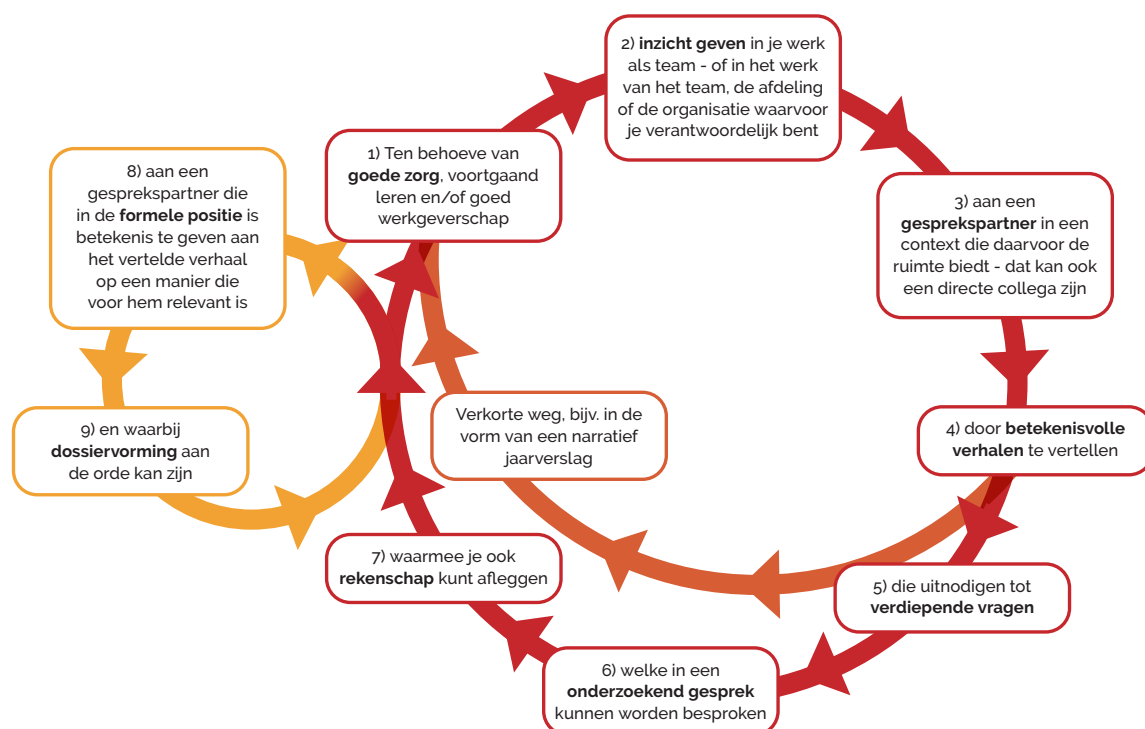 1) Ten behoeve van
goede zorg, voortgaand
leren en/of goed
werkgeverschap
2) inzicht geven in je werk
als team - of in het werk
van het team, de afdeling
of de organisatie waarvoor
je verantwoordelijk bent
3) aan een
gesprekspartner in een
context die daarvoor de
ruimte biedt - dat kan ook
een directe collega zijn
4) door betekenisvolle
verhalen te vertellen
5) die uitnodigen tot
verdiepende vragen
6) welke in een
onderzoekend gesprek
kunnen worden besproken
7) waarmee je ook
rekenschap kunt afleggen
8) aan een
gesprekspartner die
in de formele positie is
betekenis te geven aan
het vertelde verhaal
op een manier die
voor hem relevant is
9) en waarbij
dossiervorming aan
de orde kan zijn
Verkorte weg, bijv. in de
vorm van een narratief
jaarverslag